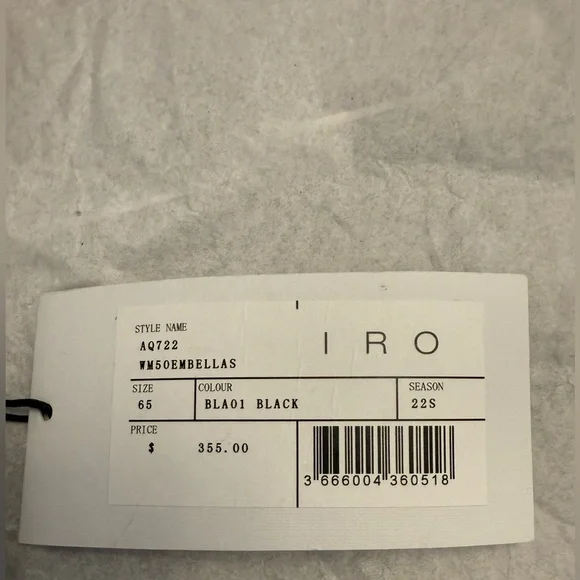 STYLE NAME
AQ722
WM50EMBELLAS
IRO
SIZE
65
COLOUR
BLA01 BLACK
SEASON
22S
PRICE
$ 355.00
3 666004 360518